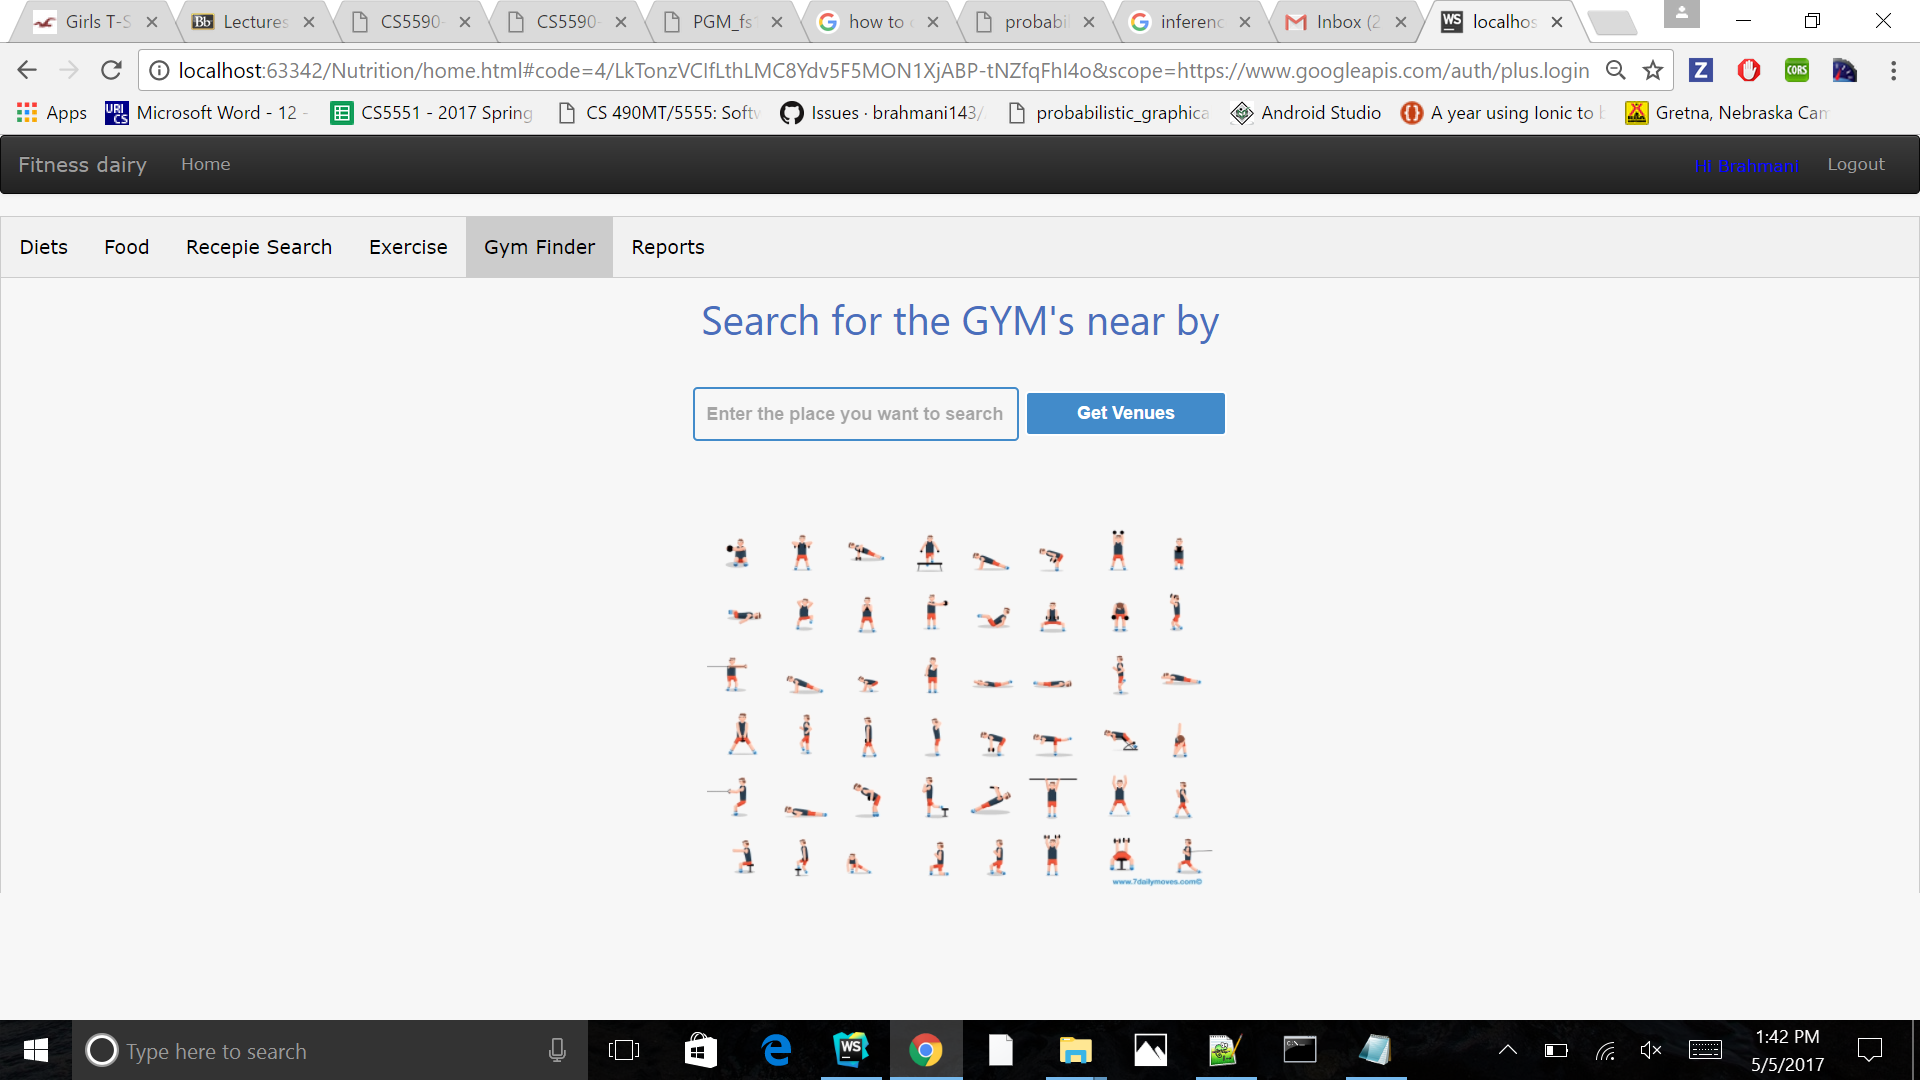 Girls T-S
Lectures
CS5590-
CS5590-
PGM_fs
how to
probabil
inferenc
Inbox (2
localhos
localhost:63342/Nutrition/home.html#code=4/LkTonzVCIfLthLMC8Ydv5F5MON1XjABP-tNZfqFhI4o&scope=https://www.googleapis.com/auth/plus.login
Apps
Microsoft Word - 12 -
CS5551 - 2017 Spring
CS 490MT/5555: Softw
Issues · brahmani143/
probabilistic_graphica
Android Studio
A year using Ionic to b
Gretna, Nebraska Cam
Fitness dairy
Home
Hi Brahmani
Logout
Diets
Food
Recepie Search
Exercise
Gym Finder
Reports
Search for the GYM's near by
Enter the place you want to search
Get Venues
www.7dailymoves.com©
Type here to search
1:42 PM
5/5/2017